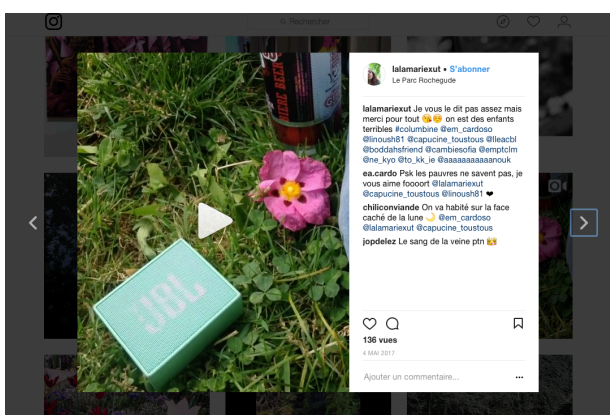 Rechercher
BIERE BEER
JBL
lalamariexut • S'abonner
Le Parc Rochegude
lalamariexut Je vous le dit pas assez mais
merci pour tout 😘😊 on est des enfants
terribles #columbine @em_cardoso
@linoush81 @capucine_toustous @lleacbl
@boddahsfriend @cambiesofia @emptclm
@ne_kyo @to_kk_ie @aaaaaaaaaaanouk
ea.cardo Psk les pauvres ne savent pas, je
vous aime foooort @lalamariexut
@capucine_toustous @linoush81 ❤
chiliconviande On va habité sur la face
caché de la lune 🌙 @em_cardoso
@lalamariexut @capucine_toustous
jopdelez Le sang de la veine ptn
136 vues
4 MAI 2017
Ajouter un commentaire...